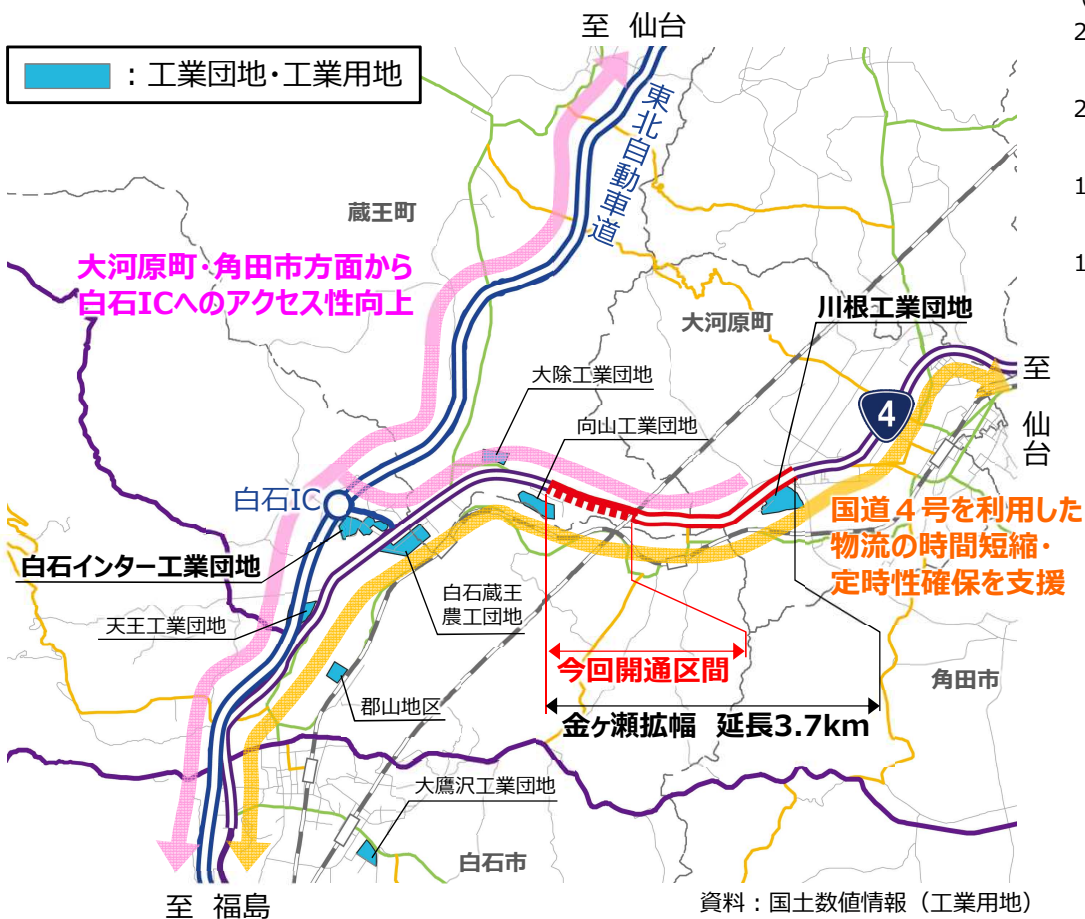 至 仙台
：工業団地・工業用地
東北自動車道
蔵王町
大河原町・角田市方面から
白石ICへのアクセス性向上
大河原町
川根工業団地
大除工業団地
至
仙台
向山工業団地
4
白石IC
国道４号を利用した
物流の時間短縮・
定時性確保を支援
白石インター工業団地
白石蔵王
農工団地
天王工業団地
今回開通区間
角田市
郡山地区
金ヶ瀬拡幅 延長3.7km
大鷹沢工業団地
白石市
至 福島
資料：国土数値情報（工業用地）
2
2
1
1